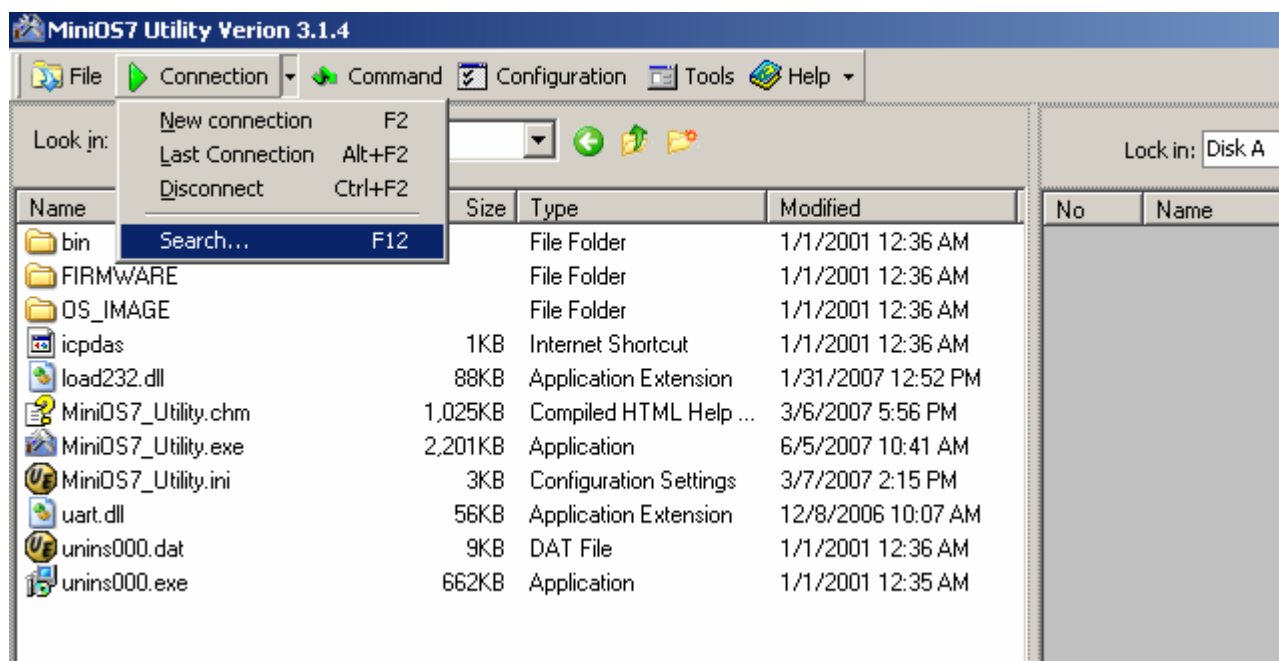 MiniOS7 Utility Verion 3.1.4
File Connection Command Configuration Tools Help
New connection F2
Last Connection Alt+F2
Disconnect Ctrl+F2
Search... F12
Look in:
Lock in: Disk A
Name Size Type Modified
bin File Folder 1/1/2001 12:36 AM
FIRMWARE File Folder 1/1/2001 12:36 AM
OS_IMAGE File Folder 1/1/2001 12:36 AM
icpdas 1KB Internet Shortcut 1/1/2001 12:36 AM
load232.dll 88KB Application Extension 1/31/2007 12:52 PM
MiniOS7_Utility.chm 1,025KB Compiled HTML Help ... 3/6/2007 5:56 PM
MiniOS7_Utility.exe 2,201KB Application 6/5/2007 10:41 AM
MiniOS7_Utility.ini 3KB Configuration Settings 3/7/2007 2:15 PM
uart.dll 56KB Application Extension 12/8/2006 10:07 AM
unins000.dat 9KB DAT File 1/1/2001 12:36 AM
unins000.exe 662KB Application 1/1/2001 12:35 AM
No Name